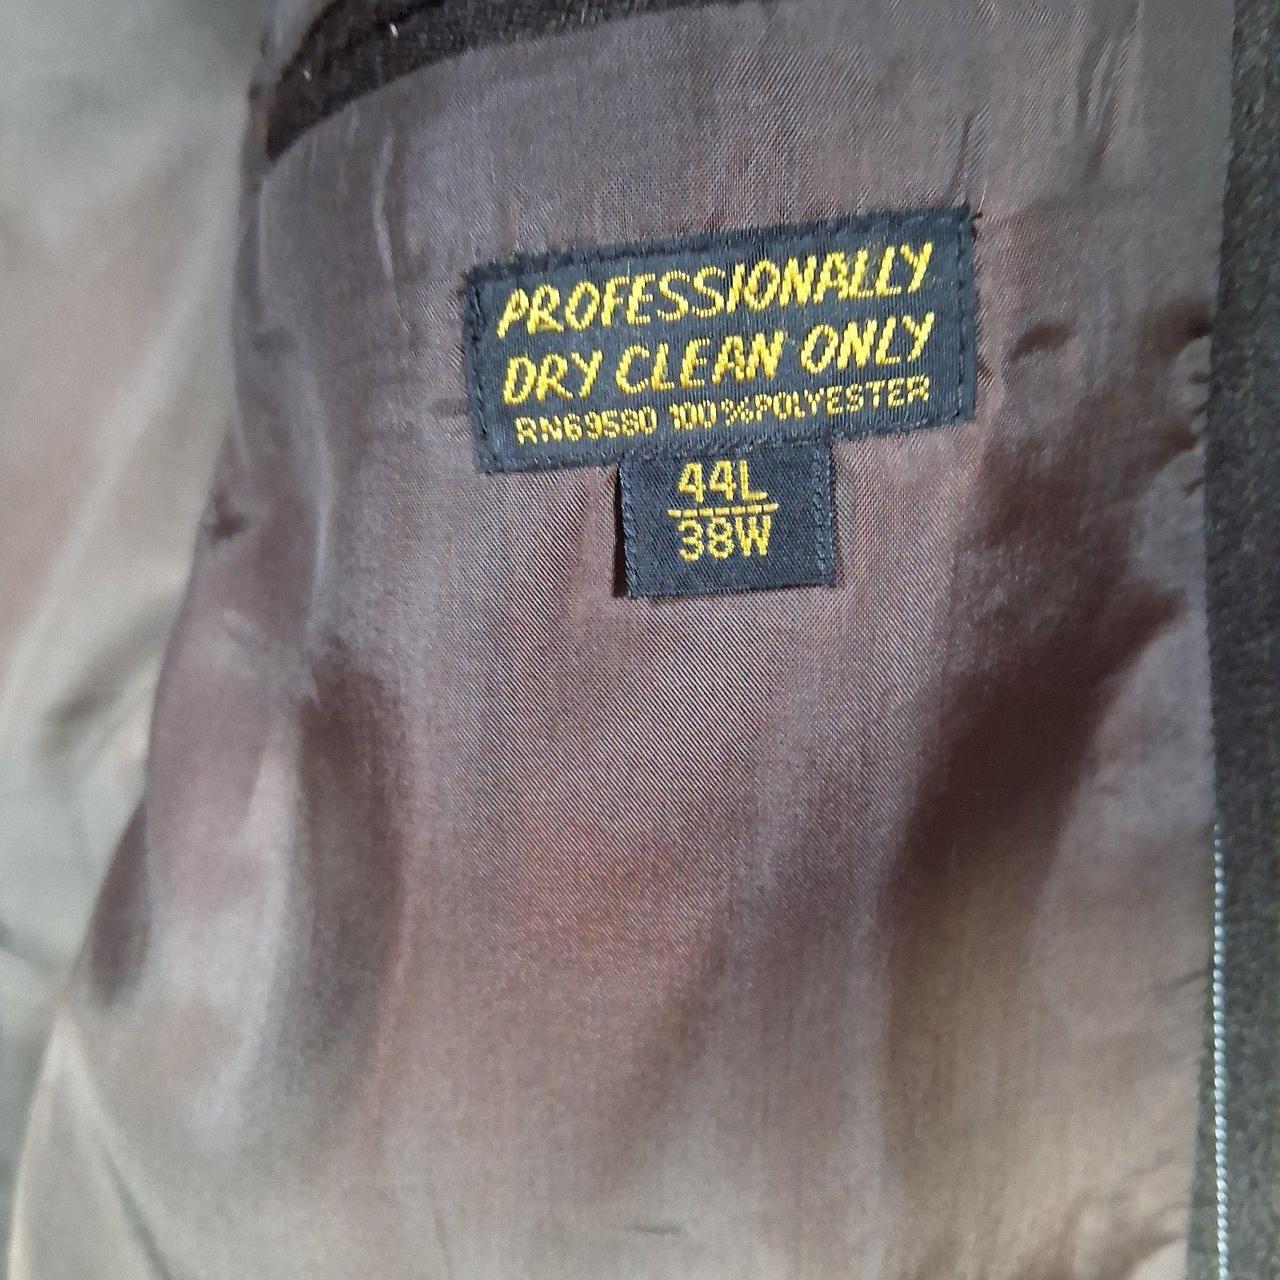 PROFESSIONALLY
DRY CLEAN ONLY
RN69580 100%POLYESTER
44L
38W